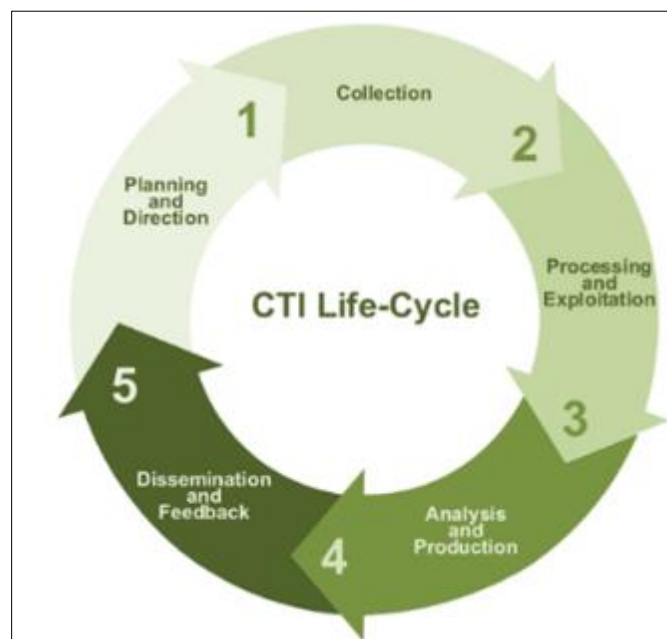 1
Planning
and
Direction
Collection
2
Processing
and
Exploitation
3
CTI Life-Cycle
Analysis
and
Production
4
Dissemination
and
Feedback
5